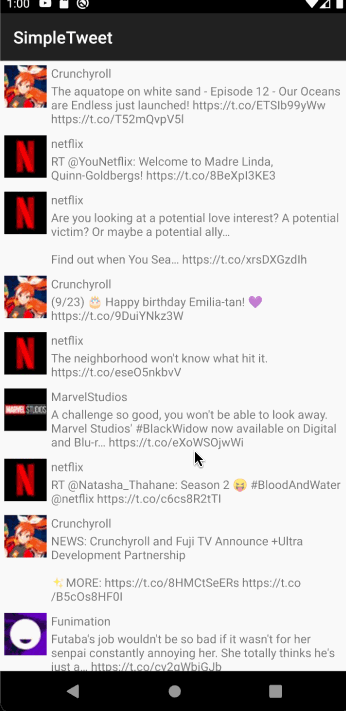 1:00
SimpleTweet
Crunchyroll
The aquatope on white sand - Episode 12 - Our Oceans
are Endless just launched! https://t.co/ETSIb99yWw
https://t.co/T52mQvpV5I
netflix
RT @YouNetflix: Welcome to Madre Linda,
Quinn-Goldbergs! https://t.co/8BeXpI3KE3
netflix
Are you looking at a potential love interest? A potential
victim? Or maybe a potential ally…
Find out when You Sea… https://t.co/xrsDXGzdIh
Crunchyroll
(9/23) 🎂 Happy birthday Emilia-tan! 💜
https://t.co/9DuiYNkz3W
netflix
The neighborhood won't know what hit it.
https://t.co/eseO5nkbvV
MARVEL STUDIOS
MarvelStudios
A challenge so good, you won't be able to look away.
Marvel Studios' #BlackWidow now available on Digital
and Blu-r… https://t.co/eXoWSOjwWi
netflix
RT @Natasha_Thahane: Season 2 😝 #BloodAndWater
@netflix https://t.co/c6cs8R2tTI
Crunchyroll
NEWS: Crunchyroll and Fuji TV Announce +Ultra
Development Partnership
✨MORE: https://t.co/8HMCtSeERs https://t.co
/B5cOs8HF0I
Funimation
Futaba's job wouldn't be so bad if it wasn't for her
senpai constantly annoying her. She totally thinks he's
just a… https://t.co/cv2qWbiGJb